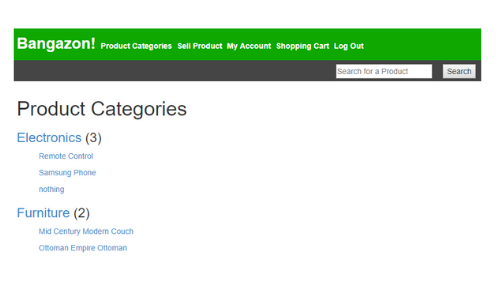 Bangazon! Product Categories Sell Product My Account Shopping Cart Log Out
Search for a Product Search
Product Categories
Electronics (3)
Remote Control
Samsung Phone
nothing
Furniture (2)
Mid Century Modern Couch
Ottoman Empire Ottoman